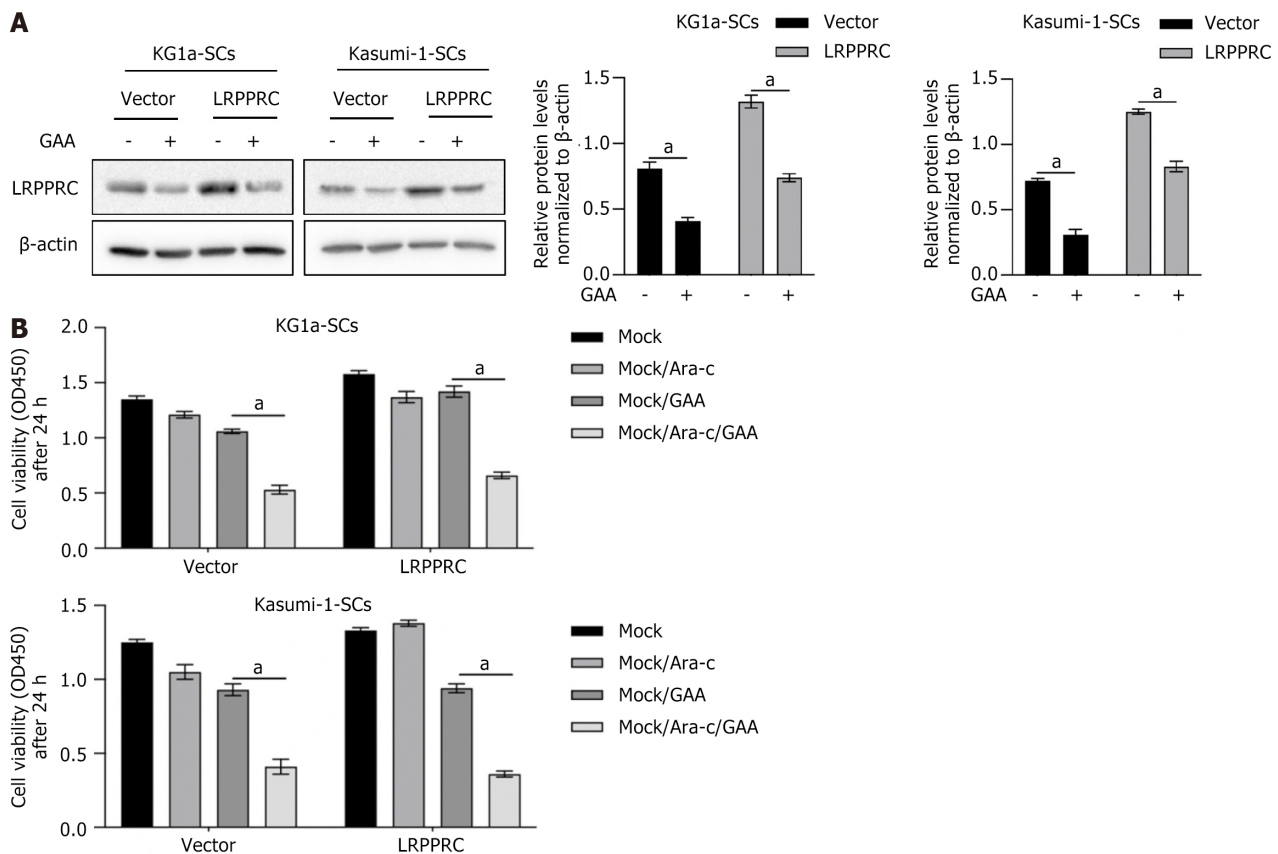 A
KG1a-SCs
Kasumi-1-SCs
Vector
LRPPRC
Vector
LRPPRC
GAA
-
+
-
+
-
+
-
+
LRPPRC
β-actin
KG1a-SCs
Vector
LRPPRC
Relative protein levels
normalized to β-actin
1.5
1.0
0.5
0.0
a
a
GAA
-
+
-
+
Kasumi-1-SCs
Vector
LRPPRC
Relative protein levels
normalized to β-actin
1.5
1.0
0.5
0.0
a
a
GAA
-
+
-
+
B
KG1a-SCs
Cell viability (OD450)
after 24 h
2.0
1.5
1.0
0.5
0.0
a
a
Vector
LRPPRC
Mock
Mock/Ara-c
Mock/GAA
Mock/Ara-c/GAA
Kasumi-1-SCs
Cell viability (OD450)
after 24 h
1.5
1.0
0.5
0.0
a
a
Vector
LRPPRC
Mock
Mock/Ara-c
Mock/GAA
Mock/Ara-c/GAA